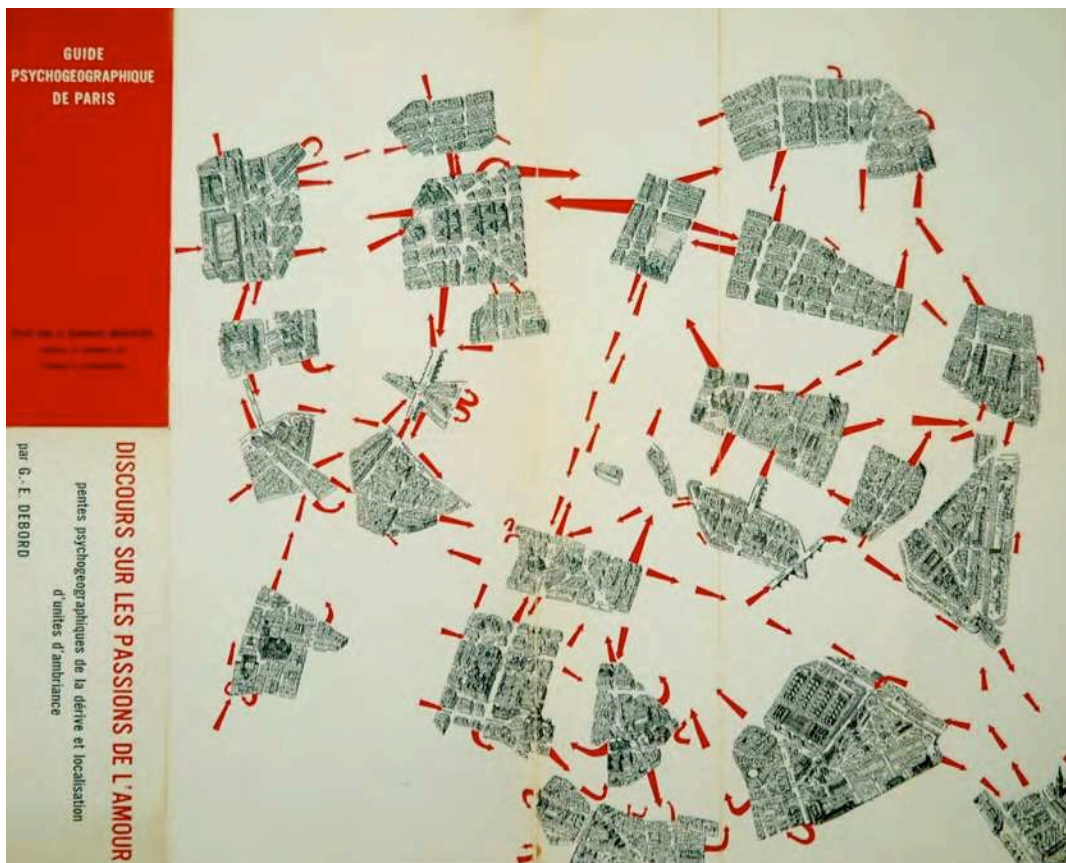 GUIDE
PSYCHOGEOGRAPHIQUE
DE PARIS
DISCOURS SUR LES PASSIONS DE L'AMOUR
pentes psychogeographiques de la dérive et localisation
d'unites d'ambriance
par G.-E. DEBORD